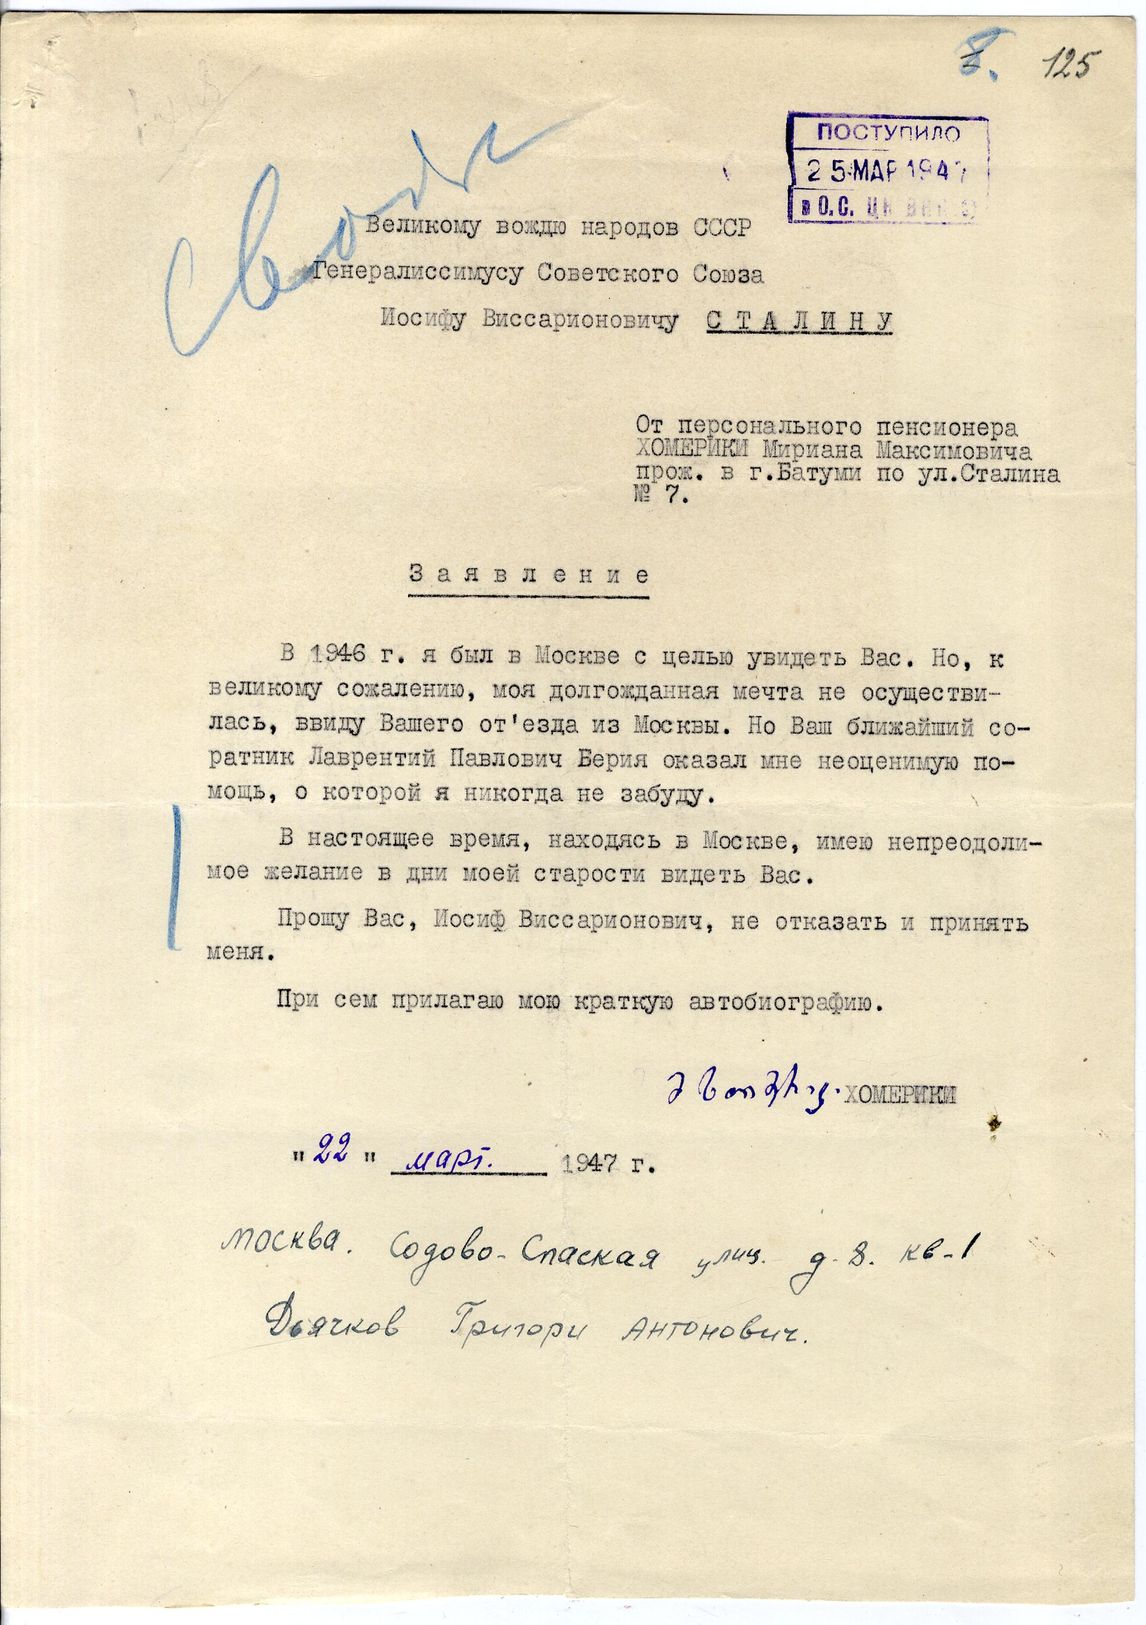 8. 125
ПОСТУПИЛО
25 МАР 1947
в О.С. ЦК ВКП(б)
Свод
Великому вождю народов СССР
Генералиссимусу Советского Союза
Иосифу Виссарионовичу С Т А Л И Н У
От персонального пенсионера
ХОМЕРИКИ Мириана Максимовича
прож. в г.Батуми по ул.Сталина
№ 7.
З а я в л е н и е
В 1946 г. я был в Москве с целью увидеть Вас. Но, к
великому сожалению, моя долгожданная мечта не осуществи-
лась, ввиду Вашего от'езда из Москвы. Но Ваш ближайший со-
ратник Лаврентий Павлович Берия оказал мне неоценимую по-
мощь, о которой я никогда не забуду.
В настоящее время, находясь в Москве, имею непреодоли-
мое желание в дни моей старости видеть Вас.
Прошу Вас, Иосиф Виссарионович, не отказать и принять
меня.
При сем прилагаю мою краткую автобиографию.
ХОМЕРИКИ
"22" март. 1947 г.
Москва. Содово-Спаская улиц. д-8. кв-1
Дьячков Григори Антонович.